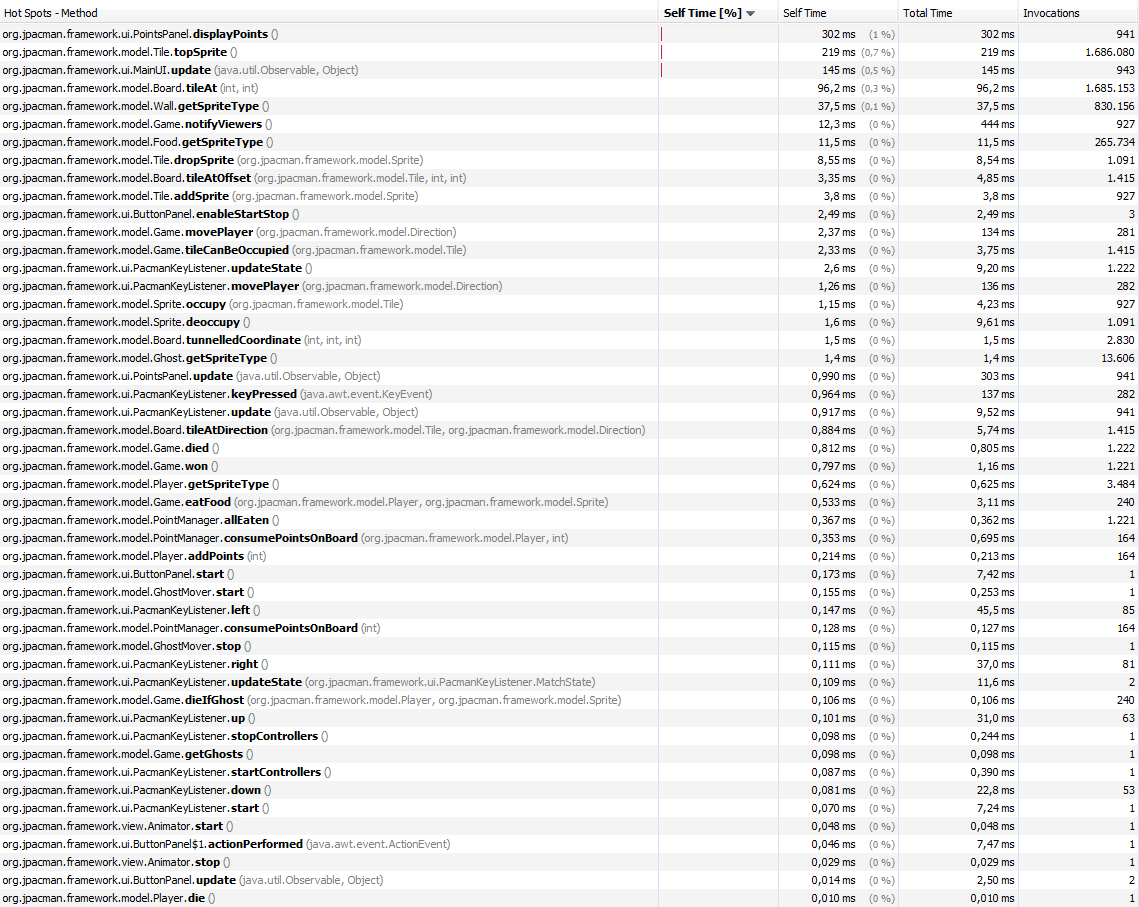 Hot Spots - Method Self Time [%] Self Time Total Time Invocations
org.jpacman.framework.ui.PointsPanel.displayPoints () 302 ms (1 %) 302 ms 941
org.jpacman.framework.model.Tile.topSprite () 219 ms (0,7 %) 219 ms 1.686.080
org.jpacman.framework.ui.MainUI.update (java.util.Observable, Object) 145 ms (0,5 %) 145 ms 943
org.jpacman.framework.model.Board.tileAt (int, int) 96,2 ms (0,3 %) 96,2 ms 1.685.153
org.jpacman.framework.model.Wall.getSpriteType () 37,5 ms (0,1 %) 37,5 ms 830.156
org.jpacman.framework.model.Game.notifyViewers () 12,3 ms (0 %) 444 ms 927
org.jpacman.framework.model.Food.getSpriteType () 11,5 ms (0 %) 11,5 ms 265.734
org.jpacman.framework.model.Tile.dropSprite (org.jpacman.framework.model.Sprite) 8,55 ms (0 %) 8,54 ms 1.091
org.jpacman.framework.model.Board.tileAtOffset (org.jpacman.framework.model.Tile, int, int) 3,35 ms (0 %) 4,85 ms 1.415
org.jpacman.framework.model.Tile.addSprite (org.jpacman.framework.model.Sprite) 3,8 ms (0 %) 3,8 ms 927
org.jpacman.framework.ui.ButtonPanel.enableStartStop () 2,49 ms (0 %) 2,49 ms 3
org.jpacman.framework.model.Game.movePlayer (org.jpacman.framework.model.Direction) 2,37 ms (0 %) 134 ms 281
org.jpacman.framework.model.Game.tileCanBeOccupied (org.jpacman.framework.model.Tile) 2,33 ms (0 %) 3,75 ms 1.415
org.jpacman.framework.ui.PacmanKeyListener.updateState () 2,6 ms (0 %) 9,20 ms 1.222
org.jpacman.framework.ui.PacmanKeyListener.movePlayer (org.jpacman.framework.model.Direction) 1,26 ms (0 %) 136 ms 282
org.jpacman.framework.model.Sprite.occupy (org.jpacman.framework.model.Tile) 1,15 ms (0 %) 4,23 ms 927
org.jpacman.framework.model.Sprite.deoccupy () 1,6 ms (0 %) 9,61 ms 1.091
org.jpacman.framework.model.Board.tunnelledCoordinate (int, int, int) 1,5 ms (0 %) 1,5 ms 2.830
org.jpacman.framework.model.Ghost.getSpriteType () 1,4 ms (0 %) 1,4 ms 13.606
org.jpacman.framework.ui.PointsPanel.update (java.util.Observable, Object) 0,990 ms (0 %) 303 ms 941
org.jpacman.framework.ui.PacmanKeyListener.keyPressed (java.awt.event.KeyEvent) 0,964 ms (0 %) 137 ms 282
org.jpacman.framework.ui.PacmanKeyListener.update (java.util.Observable, Object) 0,917 ms (0 %) 9,52 ms 941
org.jpacman.framework.model.Board.tileAtDirection (org.jpacman.framework.model.Tile, org.jpacman.framework.model.Direction) 0,884 ms (0 %) 5,74 ms 1.415
org.jpacman.framework.model.Game.died () 0,812 ms (0 %) 0,805 ms 1.222
org.jpacman.framework.model.Game.won () 0,797 ms (0 %) 1,16 ms 1.221
org.jpacman.framework.model.Player.getSpriteType () 0,624 ms (0 %) 0,625 ms 3.484
org.jpacman.framework.model.Game.eatFood (org.jpacman.framework.model.Player, org.jpacman.framework.model.Sprite) 0,533 ms (0 %) 3,11 ms 240
org.jpacman.framework.model.PointManager.allEaten () 0,367 ms (0 %) 0,362 ms 1.221
org.jpacman.framework.model.PointManager.consumePointsOnBoard (org.jpacman.framework.model.Player, int) 0,353 ms (0 %) 0,695 ms 164
org.jpacman.framework.model.Player.addPoints (int) 0,214 ms (0 %) 0,213 ms 164
org.jpacman.framework.ui.ButtonPanel.start () 0,173 ms (0 %) 7,42 ms 1
org.jpacman.framework.model.GhostMover.start () 0,155 ms (0 %) 0,253 ms 1
org.jpacman.framework.ui.PacmanKeyListener.left () 0,147 ms (0 %) 45,5 ms 85
org.jpacman.framework.model.PointManager.consumePointsOnBoard (int) 0,128 ms (0 %) 0,127 ms 164
org.jpacman.framework.model.GhostMover.stop () 0,115 ms (0 %) 0,115 ms 1
org.jpacman.framework.ui.PacmanKeyListener.right () 0,111 ms (0 %) 37,0 ms 81
org.jpacman.framework.ui.PacmanKeyListener.updateState (org.jpacman.framework.ui.PacmanKeyListener.MatchState) 0,109 ms (0 %) 11,6 ms 2
org.jpacman.framework.model.Game.dieIfGhost (org.jpacman.framework.model.Player, org.jpacman.framework.model.Sprite) 0,106 ms (0 %) 0,106 ms 240
org.jpacman.framework.ui.PacmanKeyListener.up () 0,101 ms (0 %) 31,0 ms 63
org.jpacman.framework.ui.PacmanKeyListener.stopControllers () 0,098 ms (0 %) 0,244 ms 1
org.jpacman.framework.model.Game.getGhosts () 0,098 ms (0 %) 0,098 ms 1
org.jpacman.framework.ui.PacmanKeyListener.startControllers () 0,087 ms (0 %) 0,390 ms 1
org.jpacman.framework.ui.PacmanKeyListener.down () 0,081 ms (0 %) 22,8 ms 53
org.jpacman.framework.ui.PacmanKeyListener.start () 0,070 ms (0 %) 7,24 ms 1
org.jpacman.framework.view.Animator.start () 0,048 ms (0 %) 0,048 ms 1
org.jpacman.framework.ui.ButtonPanel$1.actionPerformed (java.awt.event.ActionEvent) 0,046 ms (0 %) 7,47 ms 1
org.jpacman.framework.view.Animator.stop () 0,029 ms (0 %) 0,029 ms 1
org.jpacman.framework.ui.ButtonPanel.update (java.util.Observable, Object) 0,014 ms (0 %) 2,50 ms 2
org.jpacman.framework.model.Player.die () 0,010 ms (0 %) 0,010 ms 1